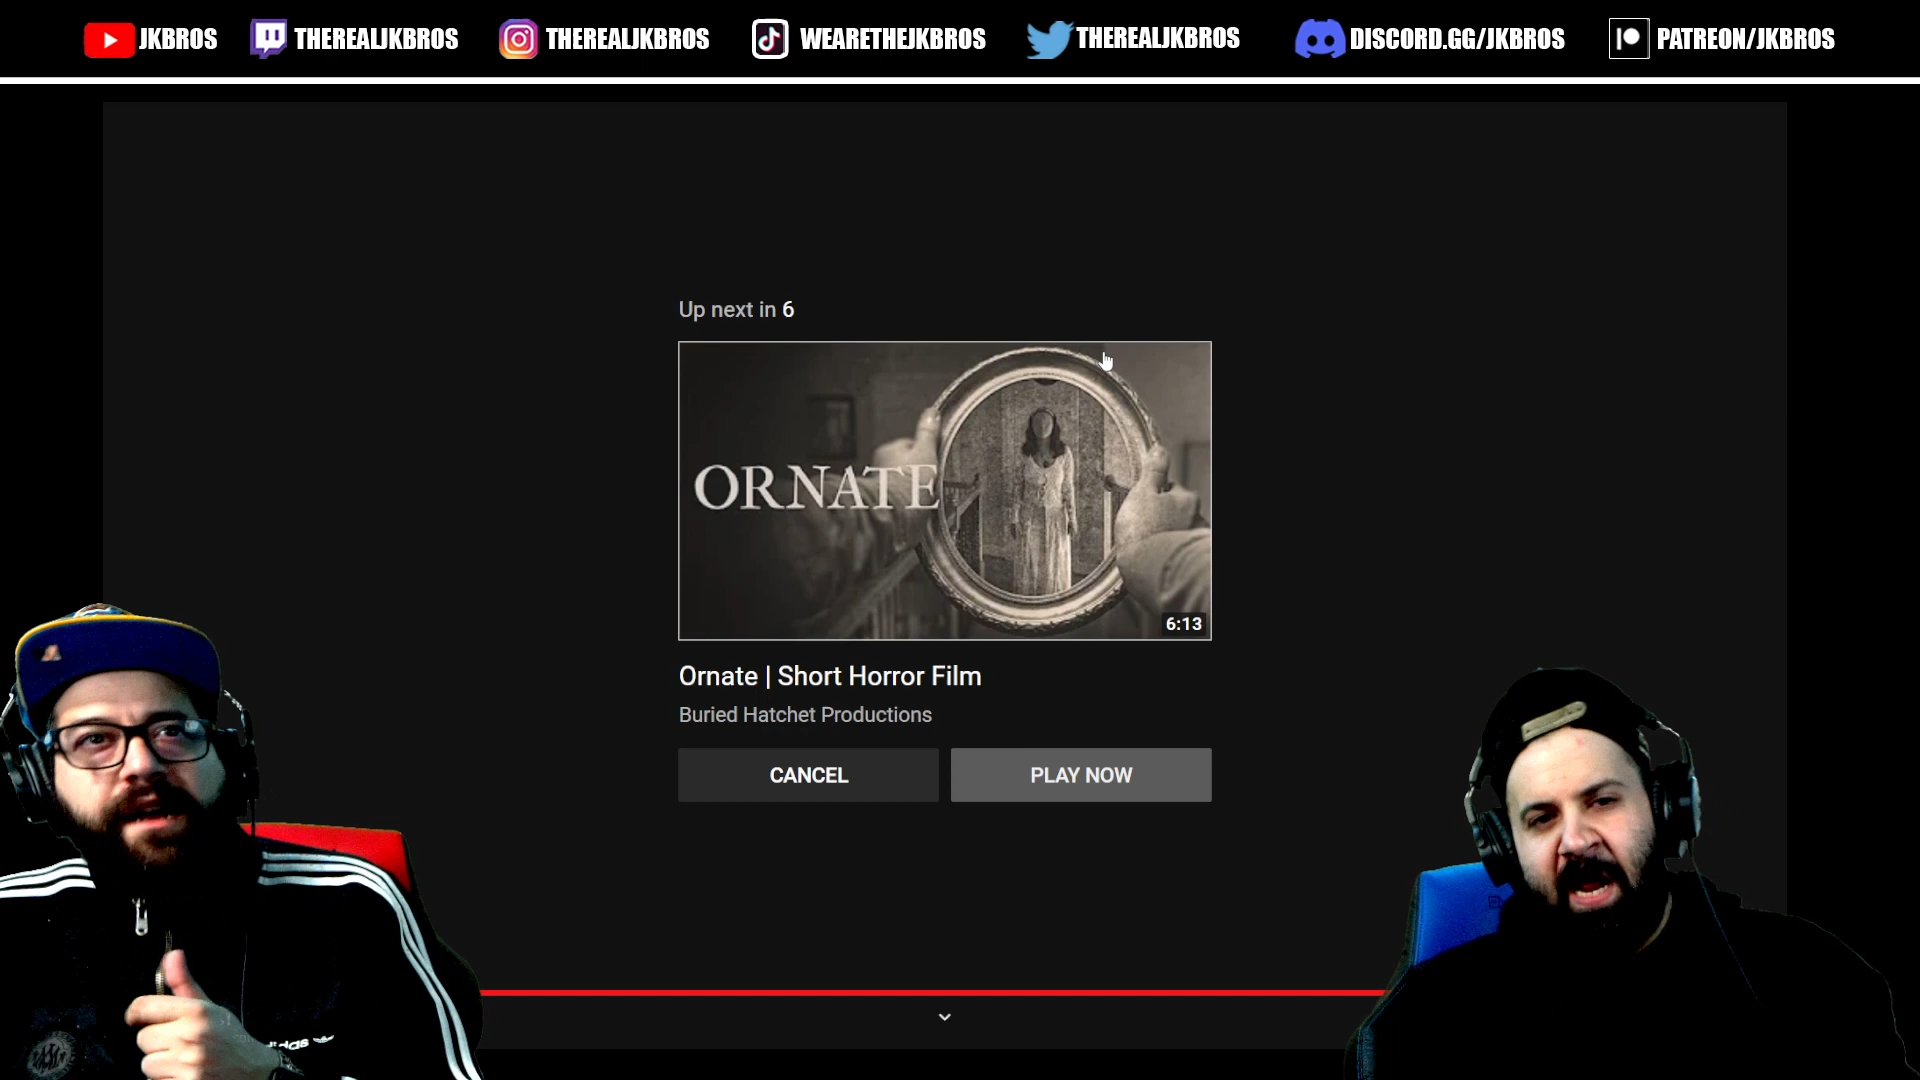 JKBROS THEREALJKBROS THEREALJKBROS WEARETHEJKBROS THEREALJKBROS DISCORD.GG/JKBROS PATREON/JKBROS
Up next in 6
ORNATE
6:13
Ornate | Short Horror Film
Buried Hatchet Productions
CANCEL PLAY NOW
adidas